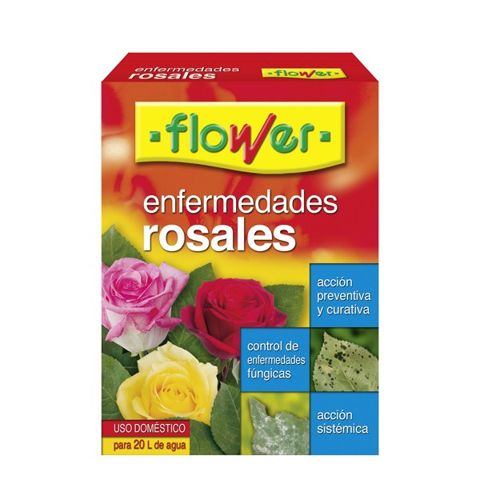 enfermedades
rosales
-flower-
-flower-
enfermedades
rosales
acción
preventiva
y curativa
control de
enfermedades
fúngicas
acción
sistémica
USO DOMÉSTICO
para 20 L de agua